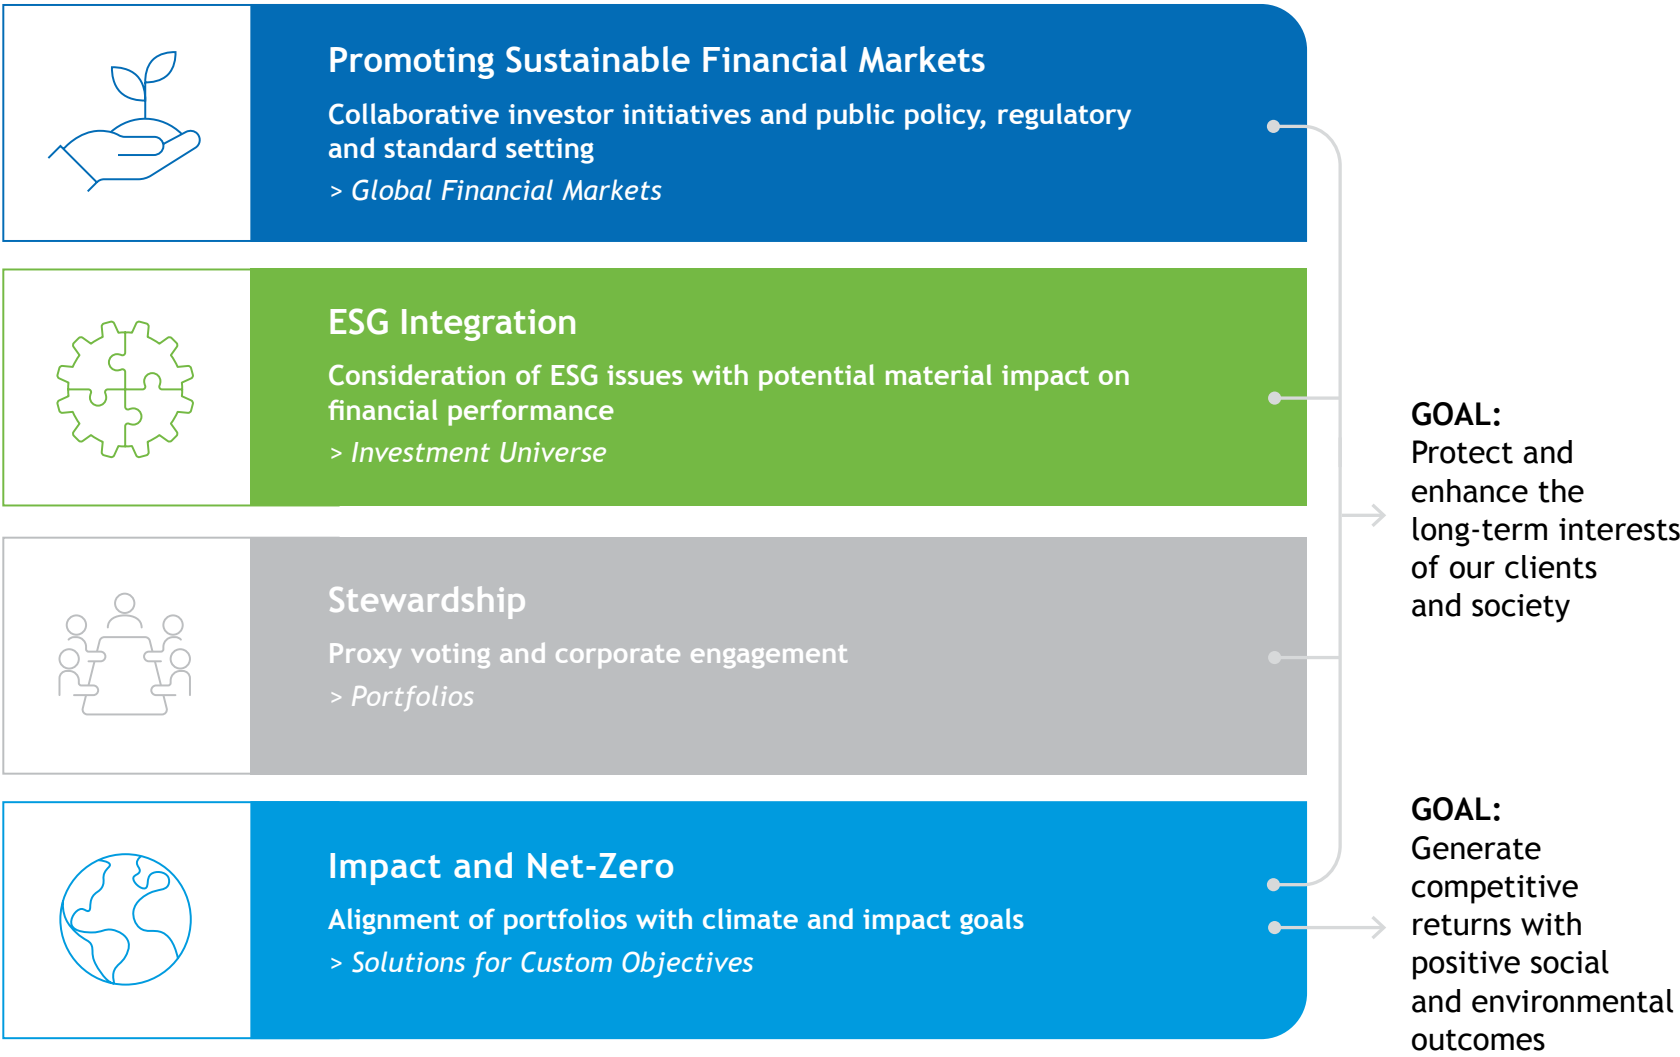 Promoting Sustainable Financial Markets
Collaborative investor initiatives and public policy, regulatory
and standard setting
> Global Financial Markets
ESG Integration
Consideration of ESG issues with potential material impact on
financial performance
> Investment Universe
Stewardship
Proxy voting and corporate engagement
> Portfolios
Impact and Net-Zero
Alignment of portfolios with climate and impact goals
> Solutions for Custom Objectives
GOAL:
Protect and
enhance the
long-term interests
of our clients
and society
GOAL:
Generate
competitive
returns with
positive social
and environmental
outcomes